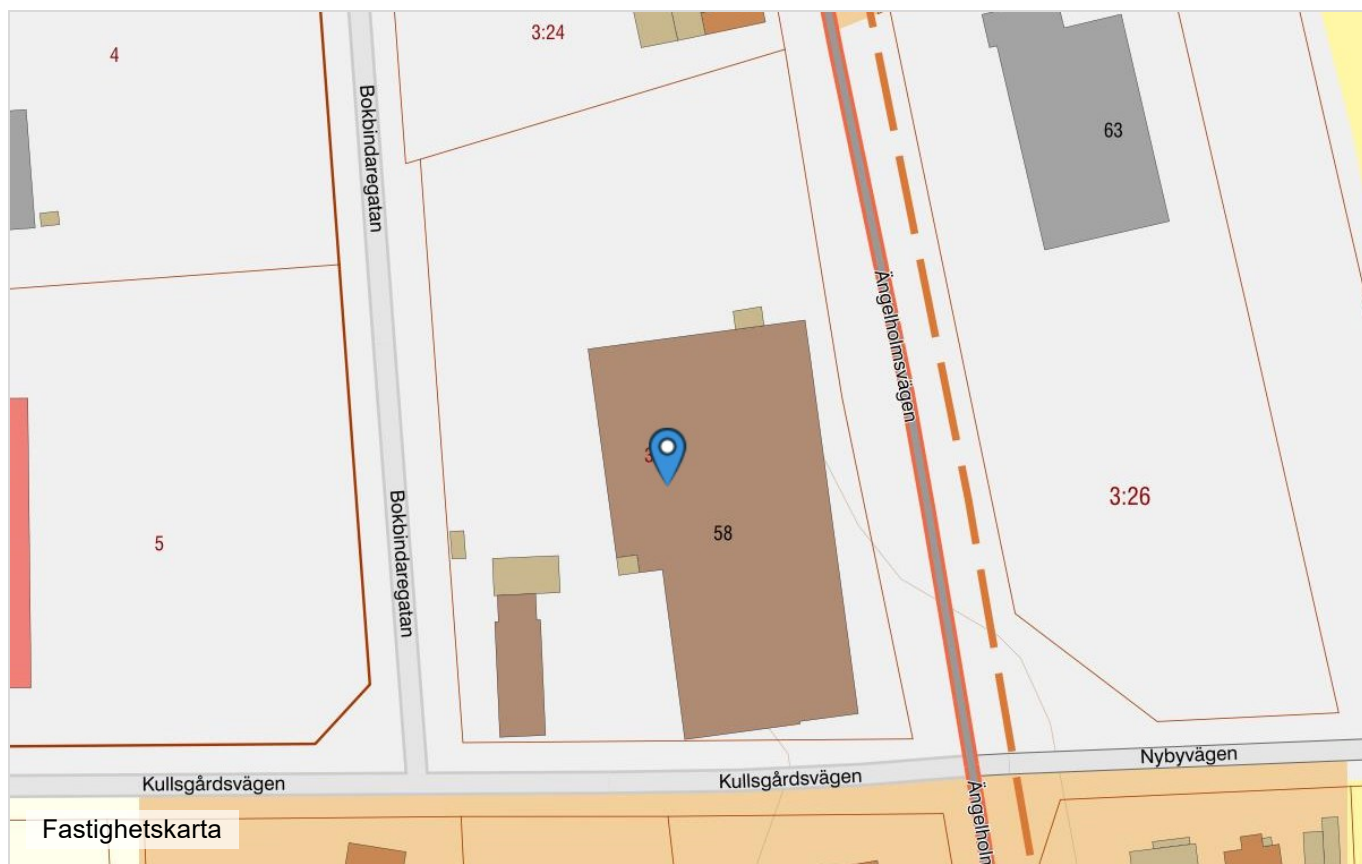 4
3:24
63
Bokbindaregatan
Ängelholmsvägen
3:26
58
5
Bokbindaregatan
Nybyvägen
Kullsgårdsvägen
Kullsgårdsvägen
Fastighetskarta